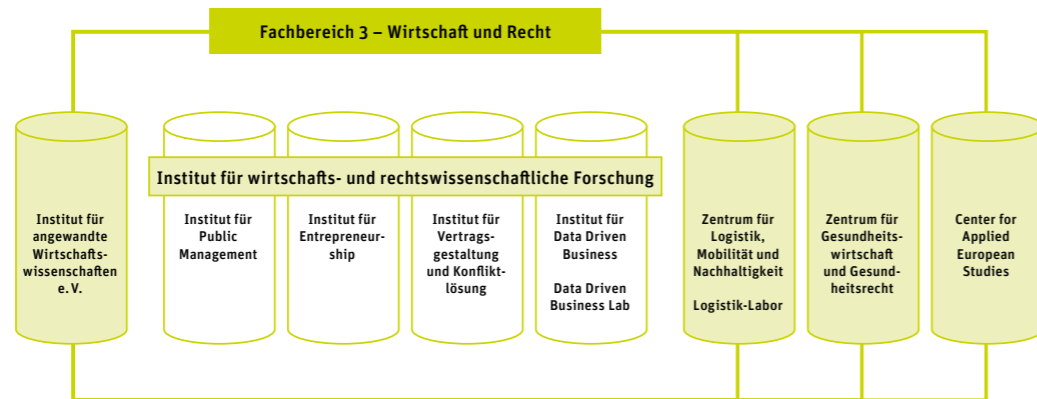 Fachbereich 3 – Wirtschaft und Recht
Institut für wirtschafts- und rechtswissenschaftliche Forschung
Institut für
angewandte
Wirtschafts-
wissenschaften
e. V.
Institut für
Public
Management
Institut für
Entrepreneur-
ship
Institut für
Vertrags-
gestaltung
und Konflikt-
lösung
Institut für
Data Driven
Business
Data Driven
Business Lab
Zentrum für
Logistik,
Mobilität und
Nachhaltigkeit
Logistik-Labor
Zentrum für
Gesundheits-
wirtschaft
und Gesund-
heitsrecht
Center for
Applied
European
Studies